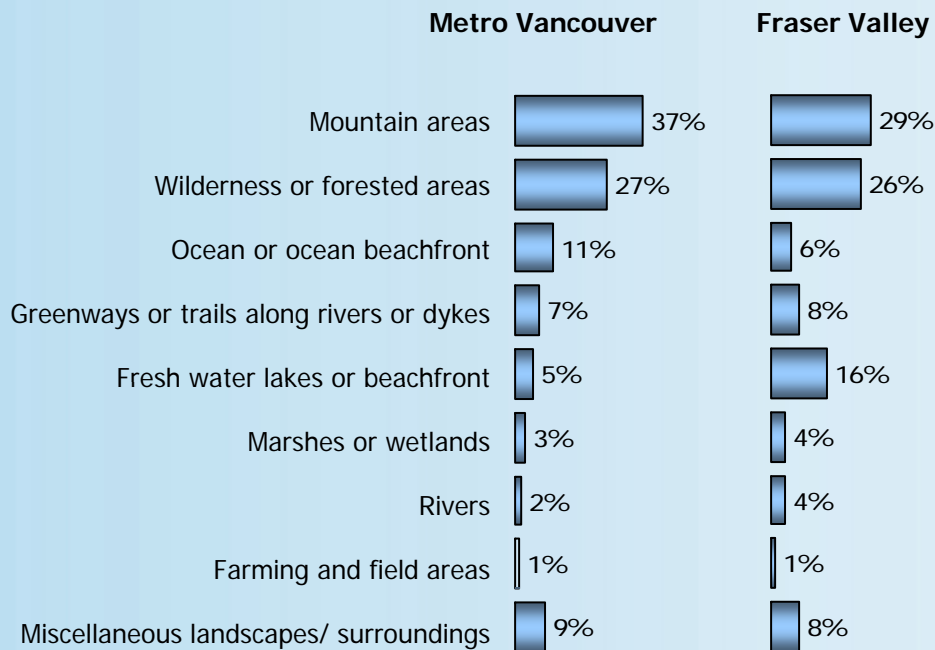 Metro Vancouver Fraser Valley
Mountain areas 37% 29%
Wilderness or forested areas 27% 26%
Ocean or ocean beachfront 11% 6%
Greenways or trails along rivers or dykes 7% 8%
Fresh water lakes or beachfront 5% 16%
Marshes or wetlands 3% 4%
Rivers 2% 4%
Farming and field areas 1% 1%
Miscellaneous landscapes/ surroundings 9% 8%